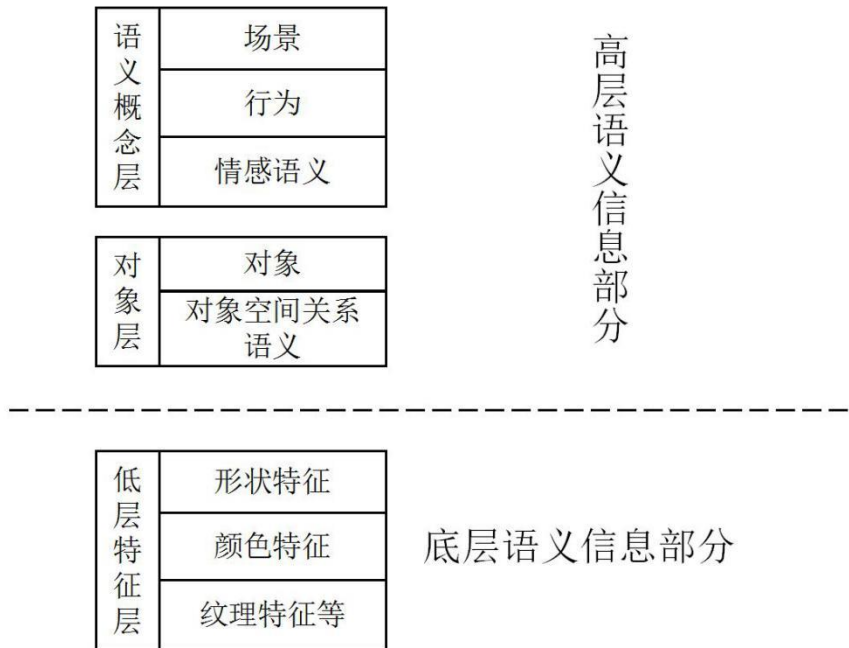 语义概念层
场景
行为
情感语义
对象层
对象
对象空间关系
语义
高层语义信息部分
低层特征层
形状特征
颜色特征
纹理特征等
底层语义信息部分